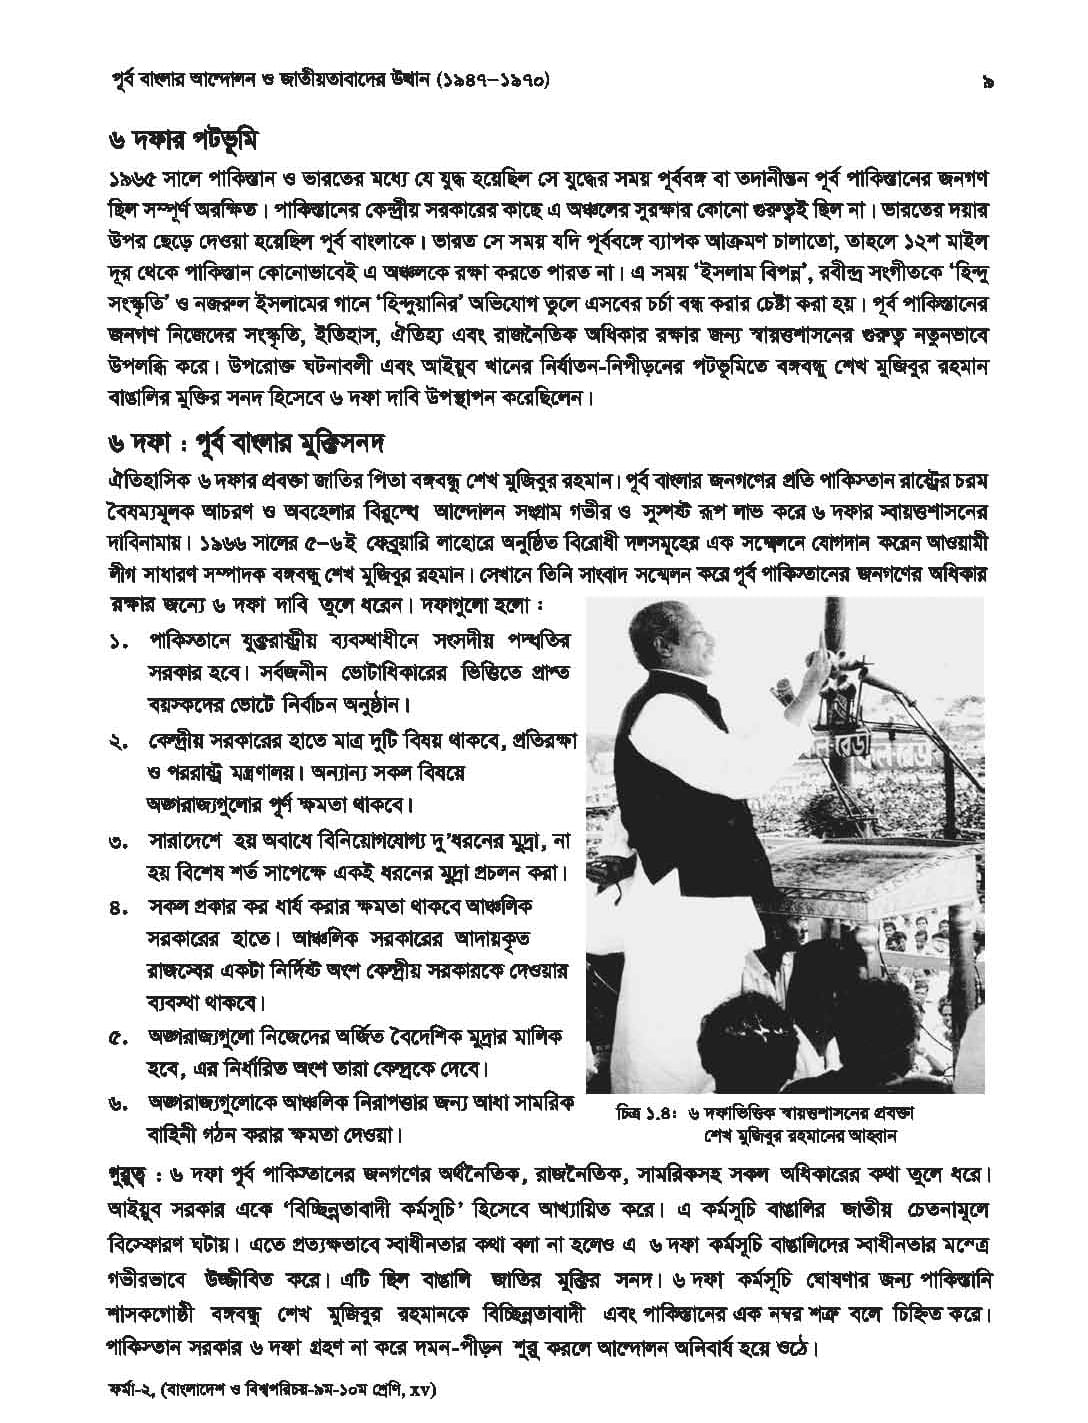 পূর্ব বাংলার আন্দোলন ও জাতীয়তাবাদের উত্থান (১৯৪৭–১৯৭০) ৯
৬ দফার পটভূমি
১৯৬৫ সালে পাকিস্তান ও ভারতের মধ্যে যে যুদ্ধ হয়েছিল সে যুদ্ধের সময় পূর্ববঙ্গ বা তদানীন্তন পূর্ব পাকিস্তানের জনগণ
ছিল সম্পূর্ণ অরক্ষিত। পাকিস্তানের কেন্দ্রীয় সরকারের কাছে এ অঞ্চলের সুরক্ষার কোনো গুরুত্বই ছিল না। ভারতের দয়ার
উপর ছেড়ে দেওয়া হয়েছিল পূর্ব বাংলাকে। ভারত সে সময় যদি পূর্ববঙ্গে ব্যাপক আক্রমণ চালাতো, তাহলে ১২শ মাইল
দূর থেকে পাকিস্তান কোনোভাবেই এ অঞ্চলকে রক্ষা করতে পারত না। এ সময় ‘ইসলাম বিপন্ন’, রবীন্দ্র সংগীতকে ‘হিন্দু
সংস্কৃতি’ ও নজরুল ইসলামের গানে ‘হিন্দুয়ানির’ অভিযোগ তুলে এসবের চর্চা বন্ধ করার চেষ্টা করা হয়। পূর্ব পাকিস্তানের
জনগণ নিজেদের সংস্কৃতি, ইতিহাস, ঐতিহ্য এবং রাজনৈতিক অধিকার রক্ষার জন্য স্বায়ত্তশাসনের গুরুত্ব নতুনভাবে
উপলব্ধি করে। উপরোক্ত ঘটনাবলী এবং আইয়ুব খানের নির্যাতন-নিপীড়নের পটভূমিতে বঙ্গবন্ধু শেখ মুজিবুর রহমান
বাঙালির মুক্তির সনদ হিসেবে ৬ দফা দাবি উপস্থাপন করেছিলেন।
৬ দফা : পূর্ব বাংলার মুক্তিসনদ
ঐতিহাসিক ৬ দফার প্রবক্তা জাতির পিতা বঙ্গবন্ধু শেখ মুজিবুর রহমান। পূর্ব বাংলার জনগণের প্রতি পাকিস্তান রাষ্ট্রের চরম
বৈষম্যমূলক আচরণ ও অবহেলার বিরুদ্ধে আন্দোলন সংগ্রাম গভীর ও সুস্পষ্ট রূপ লাভ করে ৬ দফার স্বায়ত্তশাসনের
দাবিনামায়। ১৯৬৬ সালের ৫–৬ই ফেব্রুয়ারি লাহোরে অনুষ্ঠিত বিরোধী দলসমূহের এক সম্মেলনে যোগদান করেন আওয়ামী
লীগ সাধারণ সম্পাদক বঙ্গবন্ধু শেখ মুজিবুর রহমান। সেখানে তিনি সাংবাদ সম্মেলন করে পূর্ব পাকিস্তানের জনগণের অধিকার
রক্ষার জন্যে ৬ দফা দাবি তুলে ধরেন। দফাগুলো হলো :
১. পাকিস্তানে যুক্তরাষ্ট্রীয় ব্যবস্থাধীনে সংসদীয় পদ্ধতির
সরকার হবে। সর্বজনীন ভোটাধিকারের ভিত্তিতে প্রাপ্ত
বয়স্কদের ভোটে নির্বাচন অনুষ্ঠান।
২. কেন্দ্রীয় সরকারের হাতে মাত্র দুটি বিষয় থাকবে, প্রতিরক্ষা
ও পররাষ্ট্র মন্ত্রণালয়। অন্যান্য সকল বিষয়ে
অঙ্গরাজ্যগুলোর পূর্ণ ক্ষমতা থাকবে।
৩. সারাদেশে হয় অবাধে বিনিয়োগযোগ্য দু'ধরনের মুদ্রা, না
হয় বিশেষ শর্ত সাপেক্ষে একই ধরনের মুদ্রা প্রচলন করা।
৪. সকল প্রকার কর ধার্য করার ক্ষমতা থাকবে আঞ্চলিক
সরকারের হাতে। আঞ্চলিক সরকারের আদায়কৃত
রাজস্বের একটা নির্দিষ্ট অংশ কেন্দ্রীয় সরকারকে দেওয়ার
ব্যবস্থা থাকবে।
৫. অঙ্গরাজ্যগুলো নিজেদের অর্জিত বৈদেশিক মুদ্রার মালিক
হবে, এর নির্ধারিত অংশ তারা কেন্দ্রকে দেবে।
৬. অঙ্গরাজ্যগুলোকে আঞ্চলিক নিরাপত্তার জন্য আধা সামরিক
বাহিনী গঠন করার ক্ষমতা দেওয়া।
রেডী
রেডী
চিত্র ১.৪: ৬ দফাভিত্তিক স্বায়ত্তশাসনের প্রবক্তা
শেখ মুজিবুর রহমানের আহ্বান
গুরুত্ব : ৬ দফা পূর্ব পাকিস্তানের জনগণের অর্থনৈতিক, রাজনৈতিক, সামরিকসহ সকল অধিকারের কথা তুলে ধরে।
আইয়ুব সরকার একে ‘বিচ্ছিন্নতাবাদী কর্মসূচি’ হিসেবে আখ্যায়িত করে। এ কর্মসূচি বাঙালির জাতীয় চেতনামূলে
বিস্ফোরণ ঘটায়। এতে প্রত্যক্ষভাবে স্বাধীনতার কথা বলা না হলেও এ ৬ দফা কর্মসূচি বাঙালিদের স্বাধীনতার মন্ত্রে
গভীরভাবে উজ্জীবিত করে। এটি ছিল বাঙালি জাতির মুক্তির সনদ। ৬ দফা কর্মসূচি ঘোষণার জন্য পাকিস্তানি
শাসকগোষ্ঠী বঙ্গবন্ধু শেখ মুজিবুর রহমানকে বিচ্ছিন্নতাবাদী এবং পাকিস্তানের এক নম্বর শত্রু বলে চিহ্নিত করে।
পাকিস্তান সরকার ৬ দফা গ্রহণ না করে দমন-পীড়ন শুরু করলে আন্দোলন অনিবার্য হয়ে ওঠে।
ফর্মা-২, (বাংলাদেশ ও বিশ্বপরিচয়-৯ম-১০ম শ্রেণি, xv)